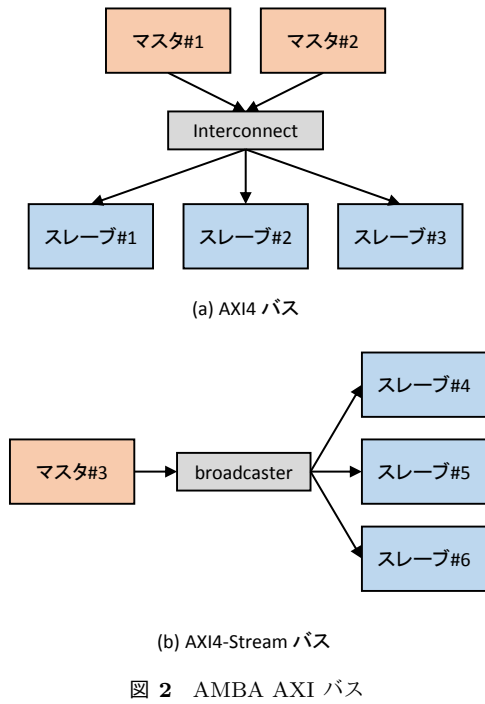 マスタ#1 マスタ#2
Interconnect
スレーブ#1 スレーブ#2 スレーブ#3
(a) AXI4 バス
スレーブ#4
マスタ#3 broadcaster スレーブ#5
スレーブ#6
(b) AXI4-Stream バス
図 2 AMBA AXI バス